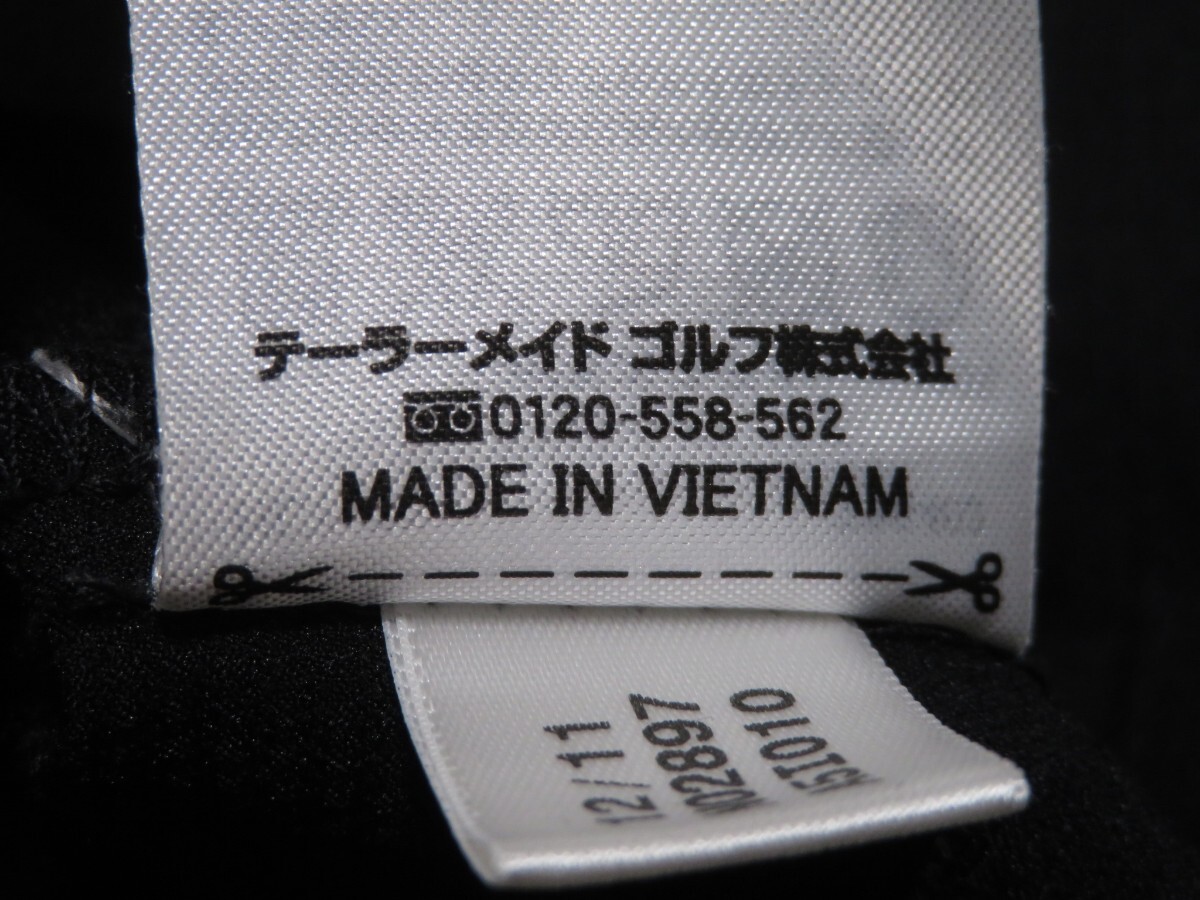 テーラーメイド ゴルフ株式会社
0120-558-562
MADE IN VIETNAM
12/11
N02897